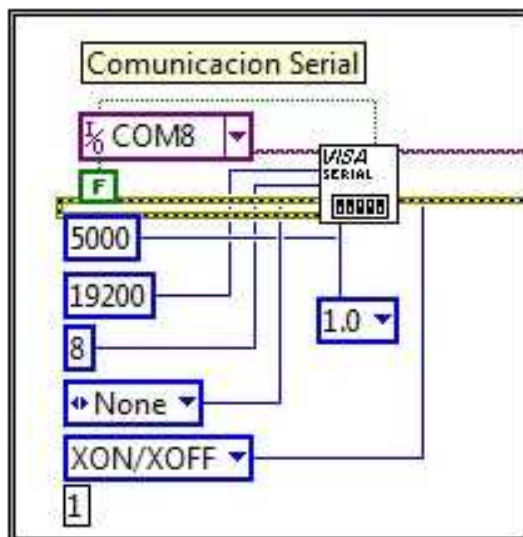 Comunicacion Serial
I/O COM8
VISA
SERIAL
F
5000
19200
1.0
8
None
XON/XOFF
1